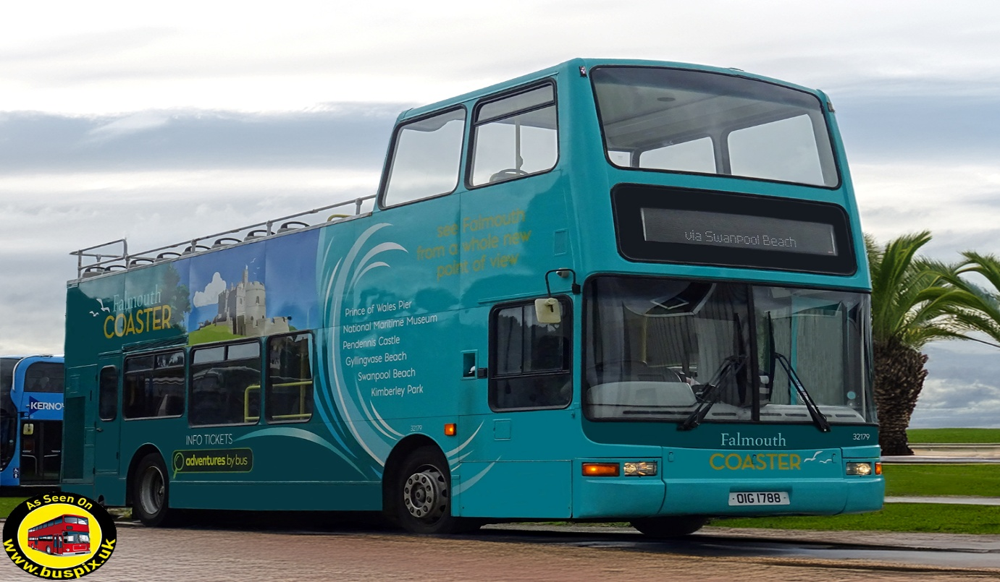 via Swanpool Beach
see Falmouth
from a whole new
point of view
Falmouth
COASTER
Prince of Wales Pier
National Maritime Museum
Pendennis Castle
Gyllingvase Beach
Swanpool Beach
Kimberley Park
KERNO
32179
INFO TICKETS
adventures by bus
Falmouth
COASTER
32179
OIG 1788
As Seen On
www.buspix.uk